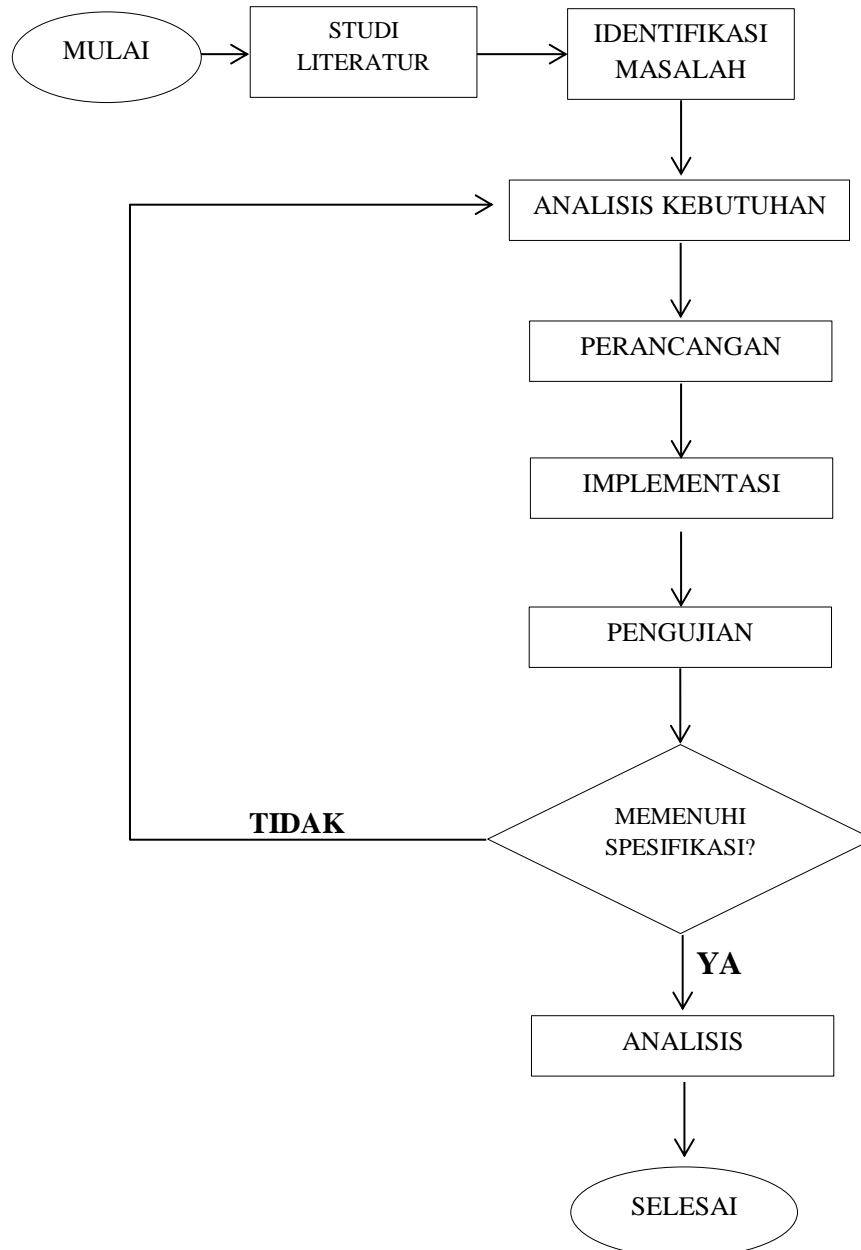 MULAI
STUDI
LITERATUR
IDENTIFIKASI
MASALAH
ANALISIS KEBUTUHAN
PERANCANGAN
IMPLEMENTASI
PENGUJIAN
MEMENUHI
SPESIFIKASI?
TIDAK
YA
ANALISIS
SELESAI